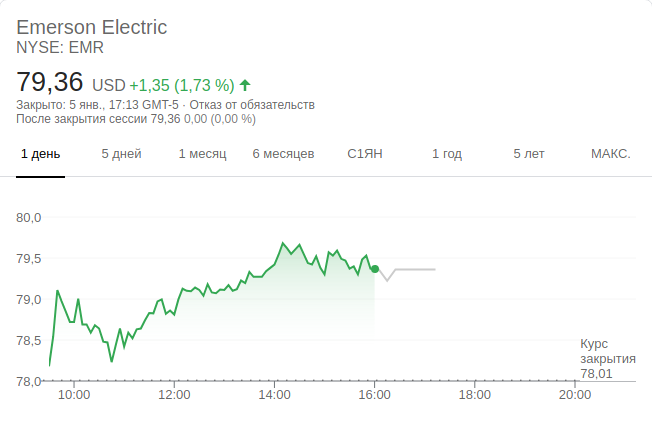 Emerson Electric
NYSE: EMR
79,36 USD +1,35 (1,73 %)
Закрыто: 5 янв., 17:13 GMT-5 · Отказ от обязательств
После закрытия сессии 79,36 0,00 (0,00 %)
1 день 5 дней 1 месяц 6 месяцев С1ЯН 1 год 5 лет МАКС.
80,0
79,5
79,0
78,5
Курс
закрытия
78,01
78,0
10:00 12:00 14:00 16:00 18:00 20:00